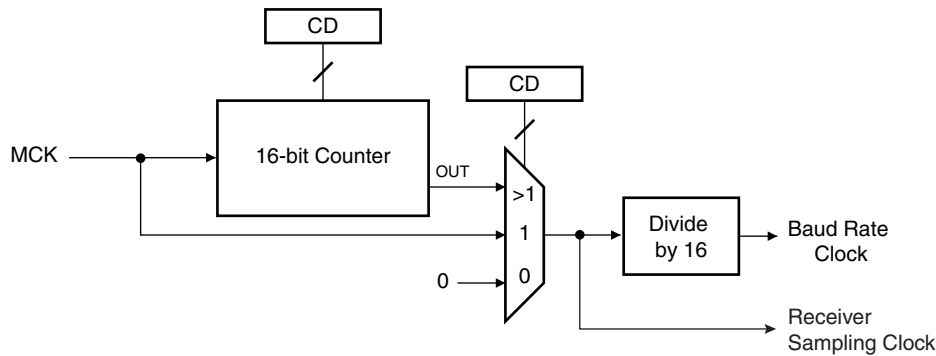 CD
CD
MCK
16-bit Counter
OUT
>1
1
0
0
Divide
by 16
Baud Rate
Clock
Receiver
Sampling Clock